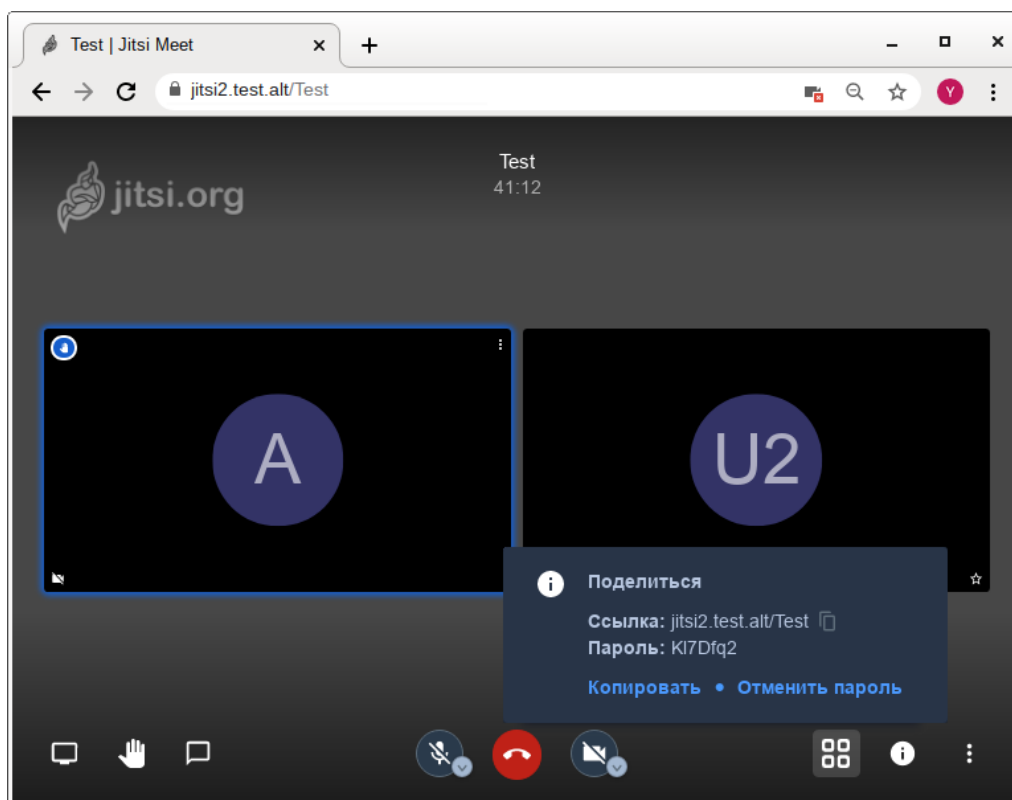 Test | Jitsi Meet
jitsi2.test.alt/Test
Y
jitsi.org
Test
41:12
A
U2
Поделиться
Ссылка: jitsi2.test.alt/Test
Пароль: Kl7Dfq2
Копировать • Отменить пароль